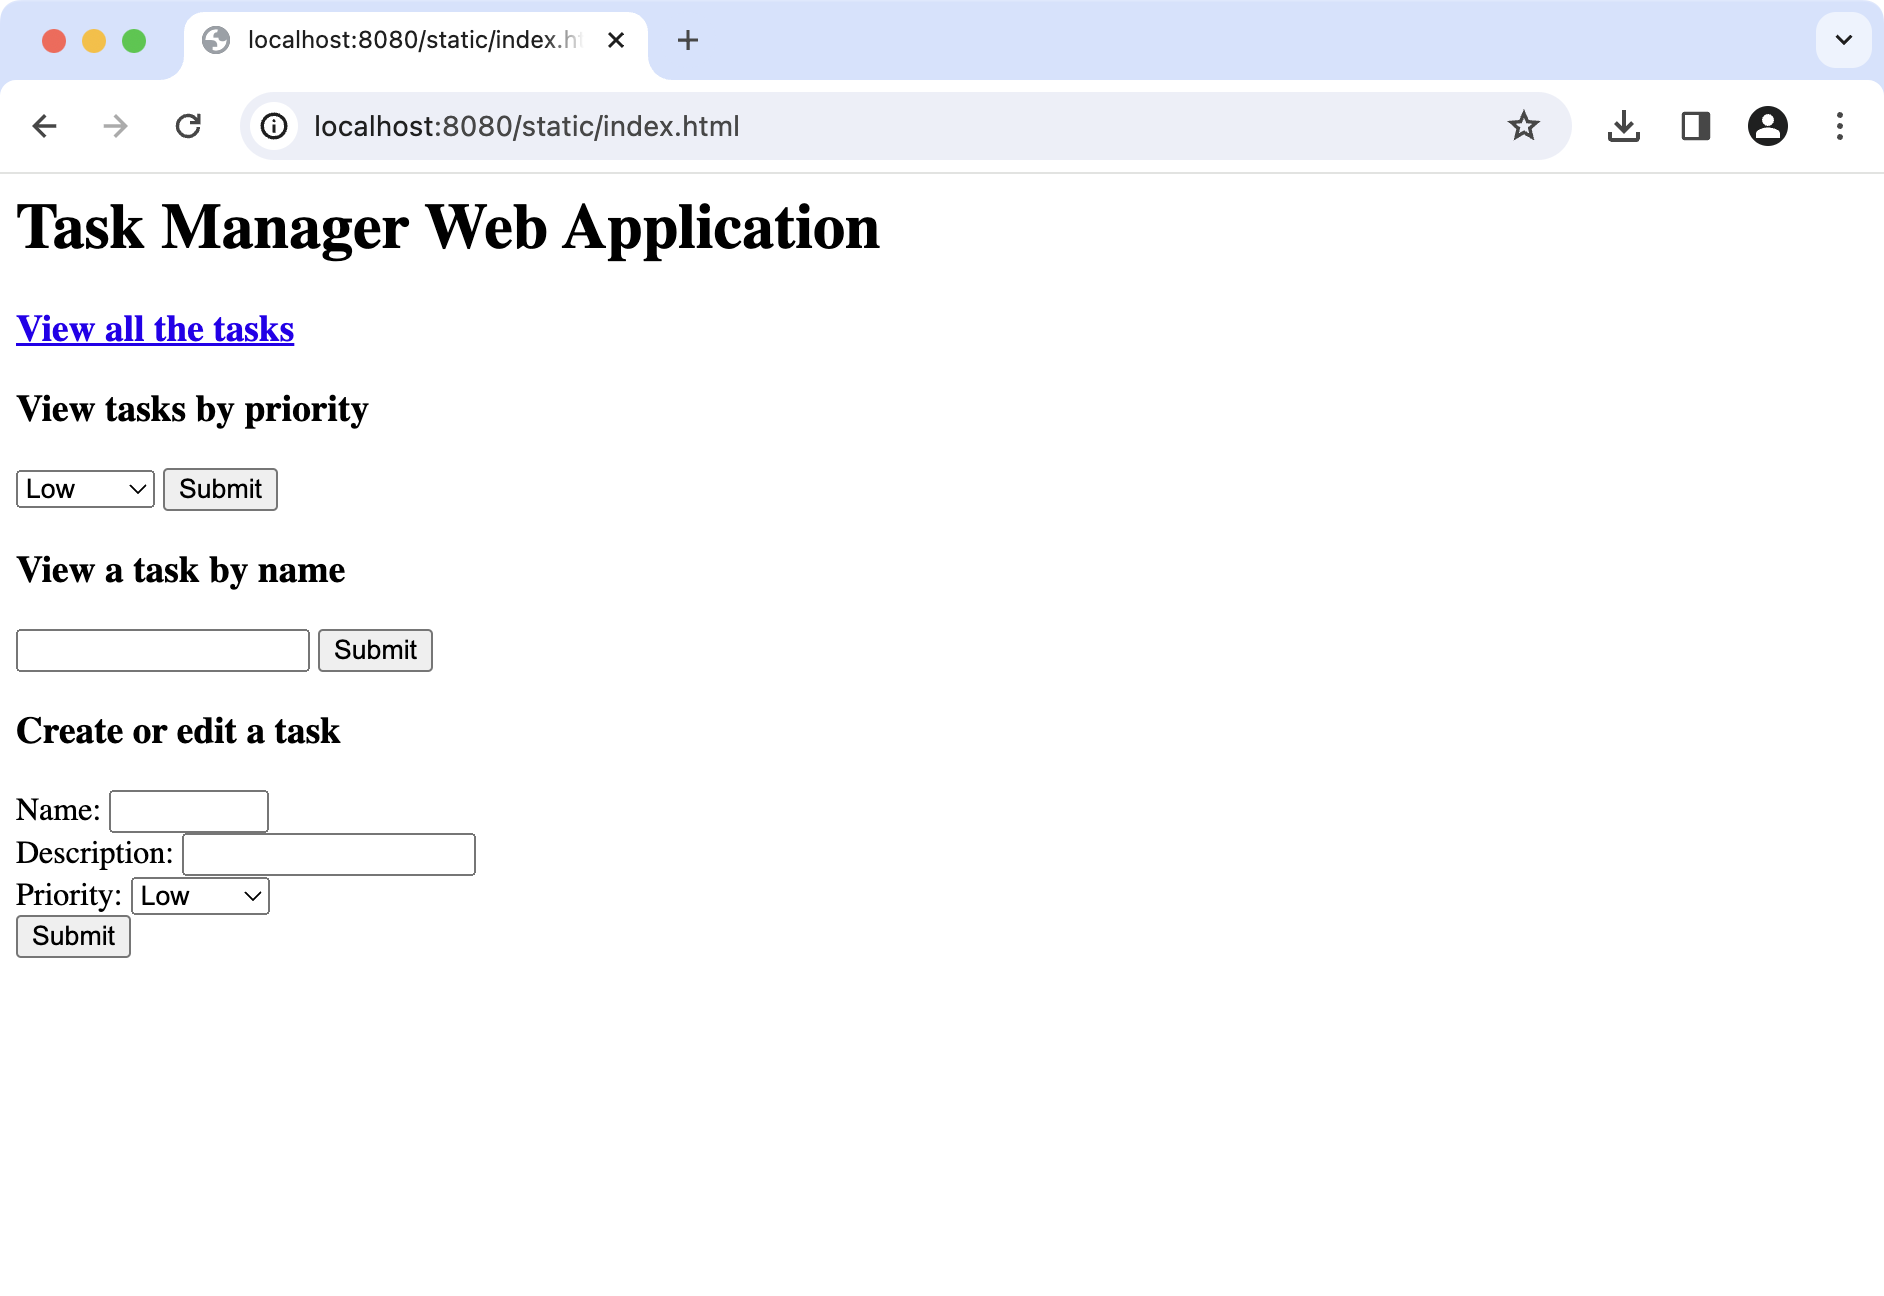 localhost:8080/static/index.ht
localhost:8080/static/index.html
Task Manager Web Application
View all the tasks
View tasks by priority
Low Submit
View a task by name
Submit
Create or edit a task
Name:
Description:
Priority: Low
Submit